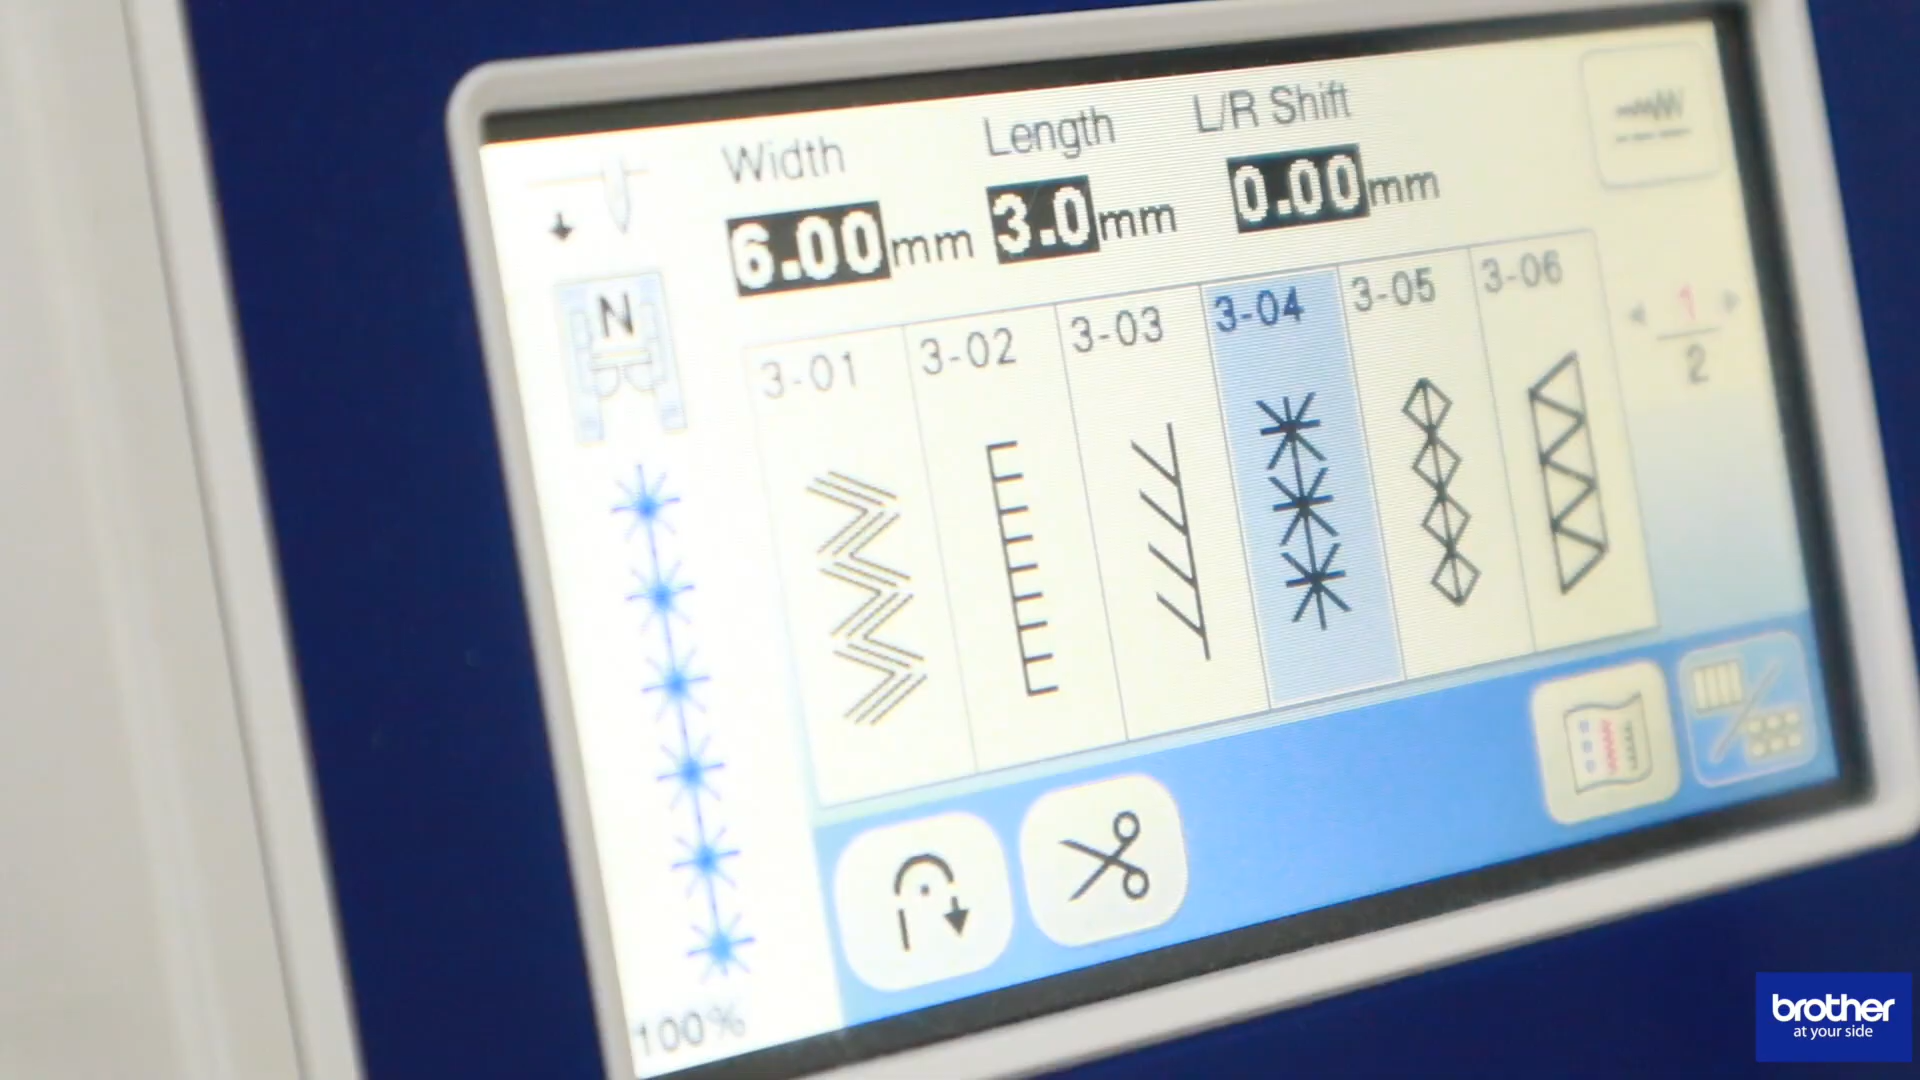 Width Length L/R Shift
6.00mm 3.0mm 0.00mm
N
3-01 3-02 3-03 3-04 3-05 3-06
1
2
100%
brother
at your side